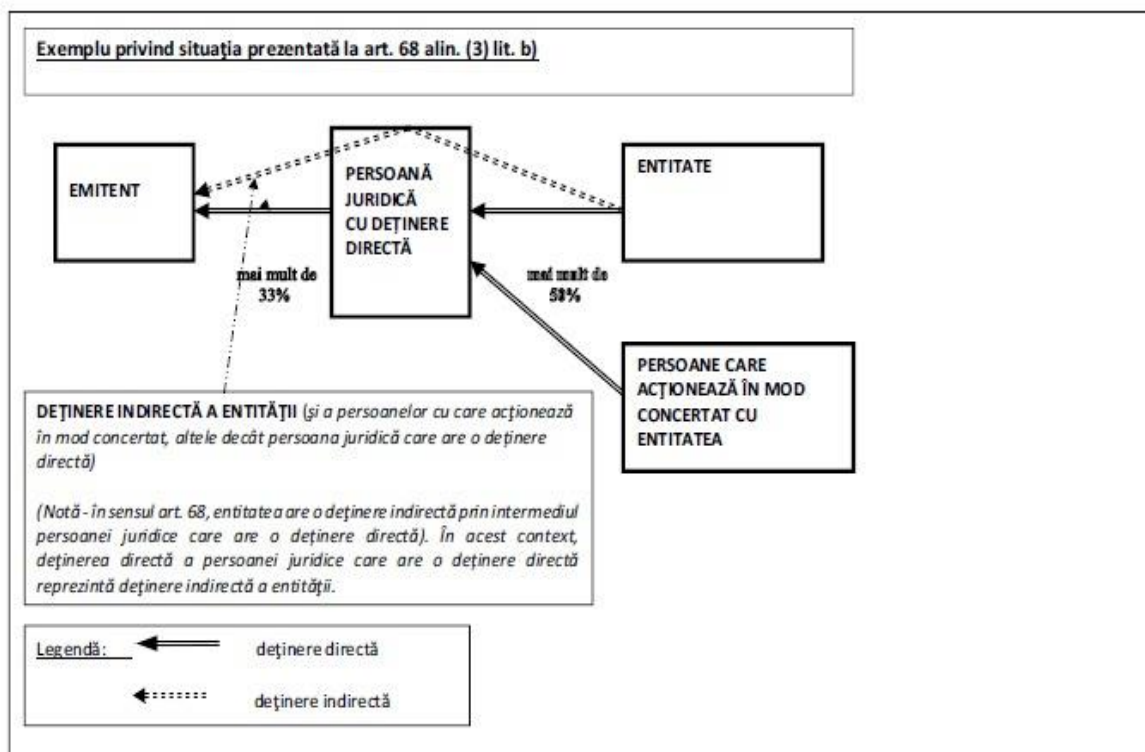 Exemplu privind situația prezentată la art. 68 alin. (3) lit. b)
EMITENT
PERSOANĂ
JURIDICĂ
CU DEȚINERE
DIRECTĂ
ENTITATE
mai mult de
33%
mai mult de
PERSOANE CARE
ACȚIONEAZĂ ÎN MOD
CONCERTAT CU
ENTITATEA
DEȚINERE INDIRECTĂ A ENTITĂȚII (și a persoanelor cu care acționează
în mod concertat, altele decât persoana juridică care are o deținere
directă)
(Notă - în sensul art. 68, entitatea are o deținere indirectă prin intermediul
persoanei juridice care are o deținere directă). În acest context,
deținerea directă a persoanei juridice care are o deținere directă
reprezintă deținere indirectă a entității.
Legendă:
deținere directă
deținere indirectă